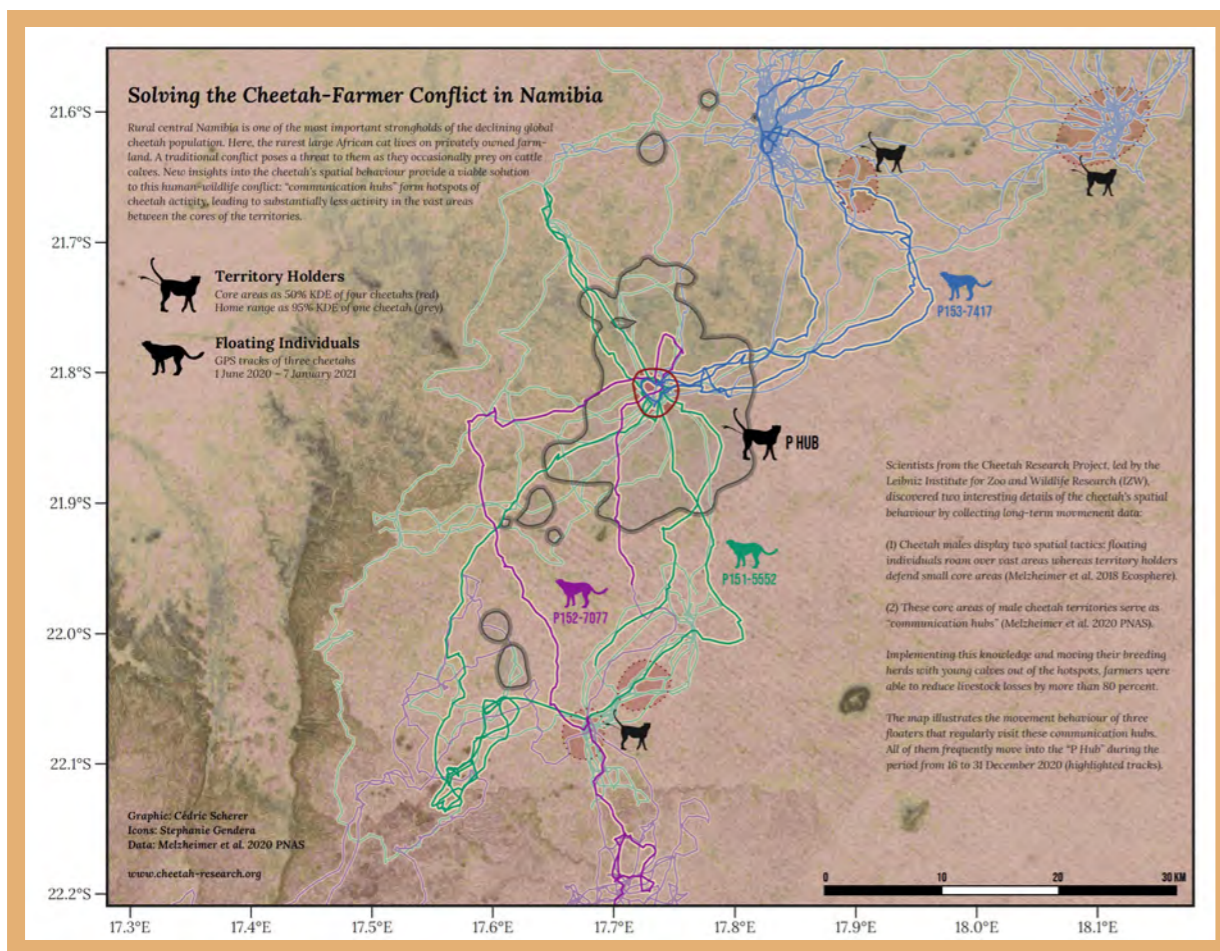 Solving the Cheetah-Farmer Conflict in Namibia
Rural central Namibia is one of the most important strongholds of the declining global
cheetah population. Here, the rarest large African cat lives on privately owned farm-
land. A traditional conflict poses a threat to them as they occasionally prey on cattle
calves. New insights into the cheetah's spatial behaviour provide a viable solution
to this human-wildlife conflict: "communication hubs" form hotspots of
cheetah activity, leading to substantially less activity in the vast areas
between the cores of the territories.
Territory Holders
Core areas as 50% KDE of four cheetahs (red)
Home range as 95% KDE of one cheetah (grey)
Floating Individuals
GPS tracks of three cheetahs
1 June 2020 – 7 January 2021
P153-7417
P HUB
P151-5552
P152-7077
Scientists from the Cheetah Research Project, led by the
Leibniz Institute for Zoo and Wildlife Research (IZW),
discovered two interesting details of the cheetah's spatial
behaviour by collecting long-term movmenent data:
(1) Cheetah males display two spatial tactics: floating
individuals roam over vast areas whereas territory holders
defend small core areas (Melzheimer et al. 2018 Ecosphere).
(2) These core areas of male cheetah territories serve as
"communication hubs" (Melzheimer et al. 2020 PNAS).
Implementing this knowledge and moving their breeding
herds with young calves out of the hotspots, farmers were
able to reduce livestock losses by more than 80 percent.
The map illustrates the movement behaviour of three
floaters that regularly visit these communication hubs.
All of them frequently move into the "P Hub" during the
period from 16 to 31 December 2020 (highlighted tracks).
Graphic: Cédric Scherer
Icons: Stephanie Gendera
Data: Melzheimer et al. 2020 PNAS
www.cheetah-research.org
0 10 20 30 KM
21.6°S
21.7°S
21.8°S
21.9°S
22.0°S
22.1°S
22.2°S
17.3°E 17.4°E 17.5°E 17.6°E 17.7°E 17.8°E 17.9°E 18.0°E 18.1°E